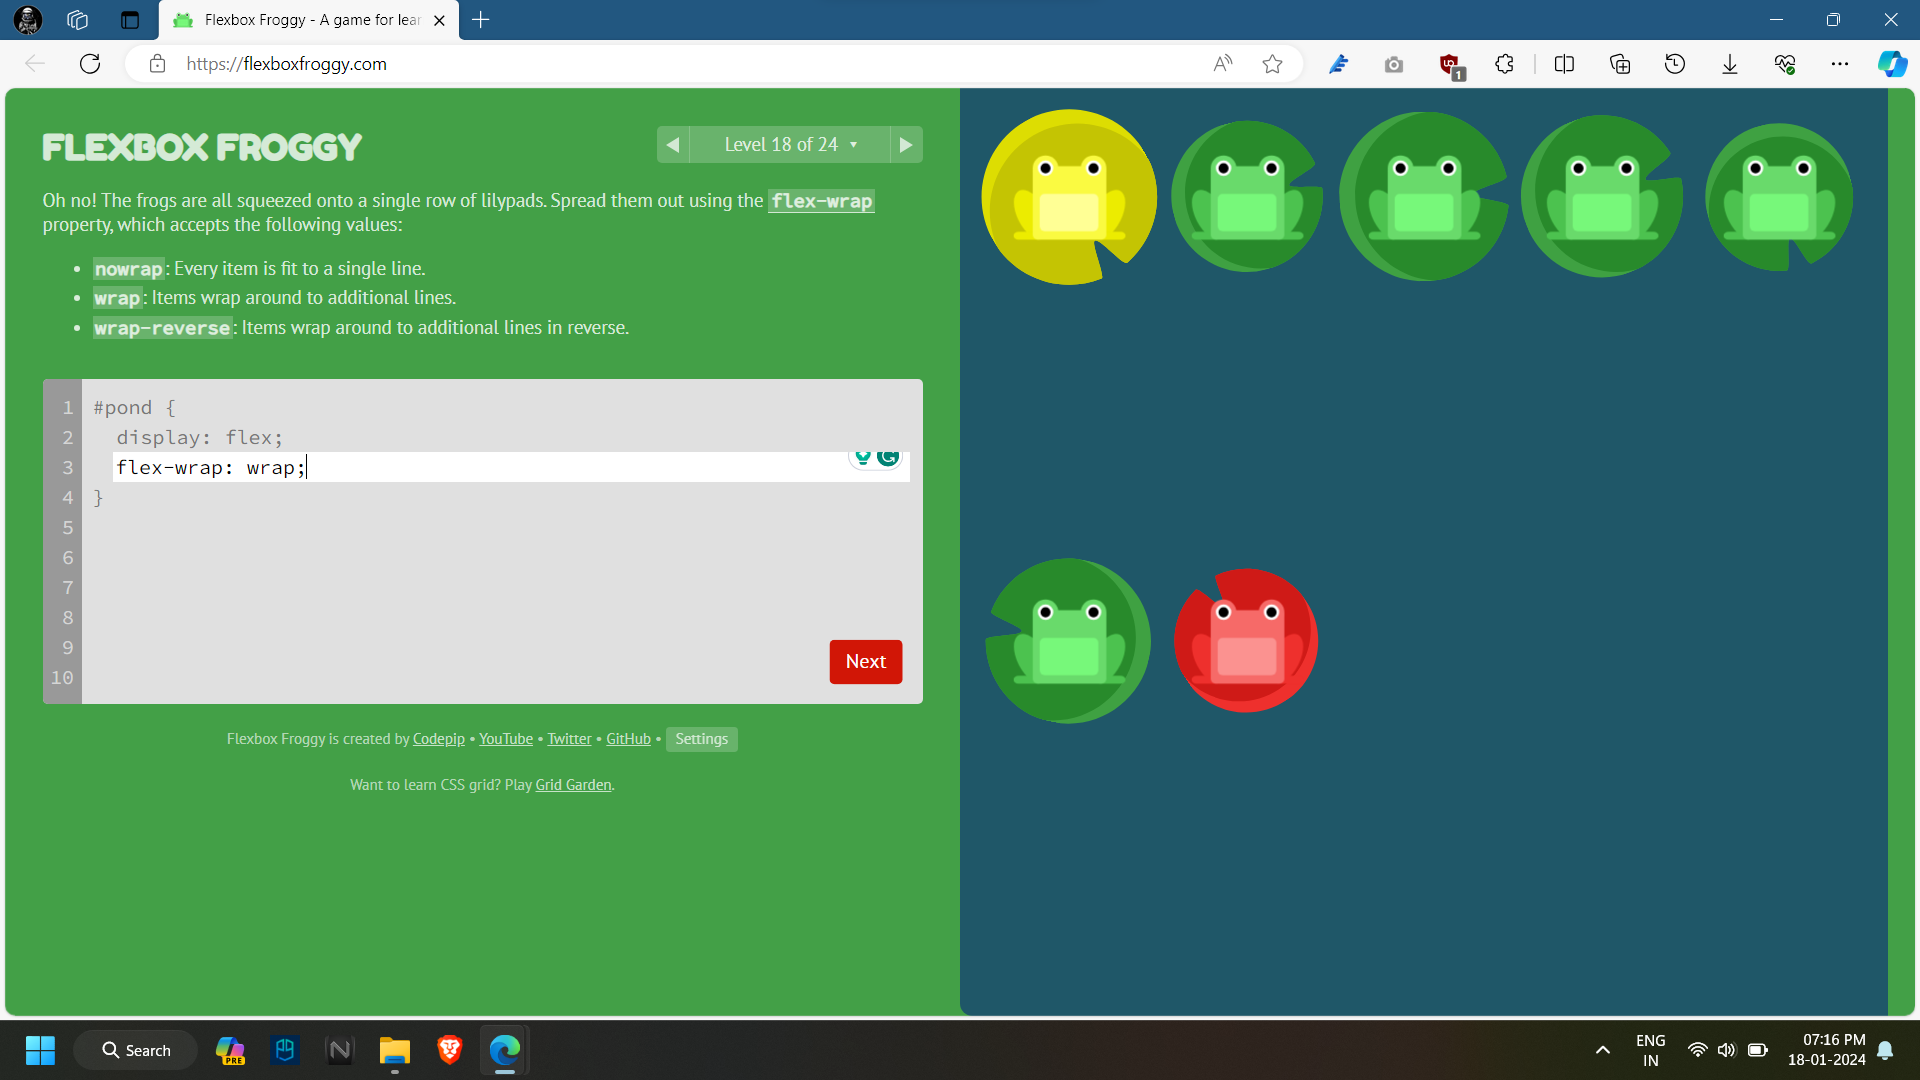 Flexbox Froggy - A game for lear
https://flexboxfroggy.com
1
FLEXBOX FROGGY
Level 18 of 24
Oh no! The frogs are all squeezed onto a single row of lilypads. Spread them out using the flex-wrap
property, which accepts the following values:
• nowrap: Every item is fit to a single line.
• wrap: Items wrap around to additional lines.
• wrap-reverse: Items wrap around to additional lines in reverse.
1 #pond {
2 display: flex;
3 flex-wrap: wrap;
4 }
5
6
7
8
9
10
Next
Flexbox Froggy is created by Codepip • YouTube • Twitter • GitHub • Settings
Want to learn CSS grid? Play Grid Garden.
Search
PRE
ENG
IN
07:16 PM
18-01-2024